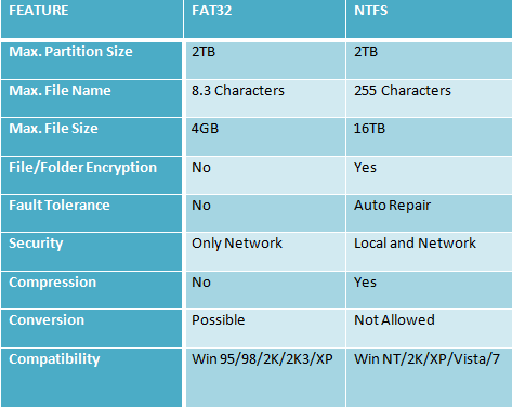 FEATURE FAT32 NTFS
Max. Partition Size 2TB 2TB
Max. File Name 8.3 Characters 255 Characters
Max. File Size 4GB 16TB
File/Folder Encryption No Yes
Fault Tolerance No Auto Repair
Security Only Network Local and Network
Compression No Yes
Conversion Possible Not Allowed
Compatibility Win 95/98/2K/2K3/XP Win NT/2K/XP/Vista/7